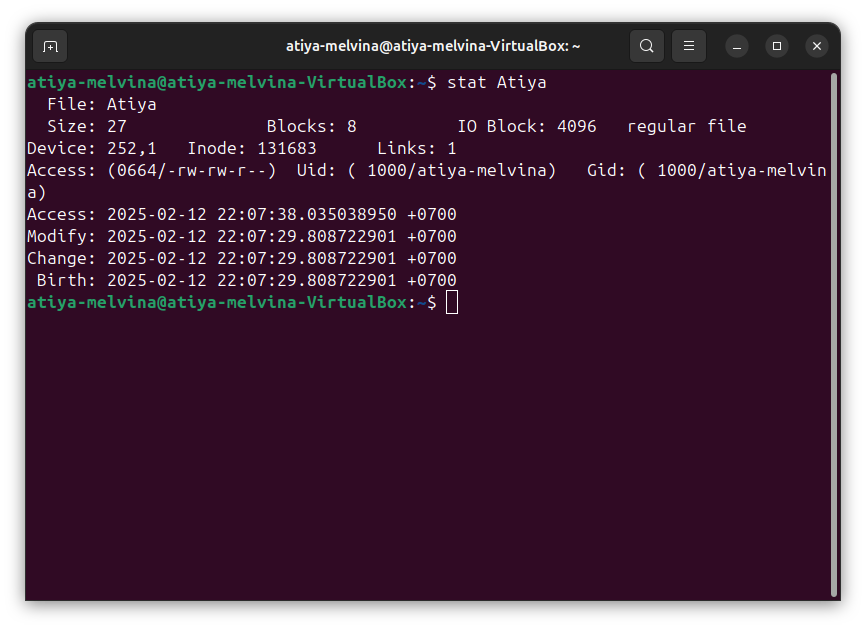 atiya-melvina@atiya-melvina-VirtualBox: ~
atiya-melvina@atiya-melvina-VirtualBox:~$ stat Atiya
  File: Atiya
  Size: 27              Blocks: 8          IO Block: 4096   regular file
Device: 252,1   Inode: 131683      Links: 1
Access: (0664/-rw-rw-r--)  Uid: ( 1000/atiya-melvina)   Gid: ( 1000/atiya-melvin
a)
Access: 2025-02-12 22:07:38.035038950 +0700
Modify: 2025-02-12 22:07:29.808722901 +0700
Change: 2025-02-12 22:07:29.808722901 +0700
 Birth: 2025-02-12 22:07:29.808722901 +0700
atiya-melvina@atiya-melvina-VirtualBox:~$